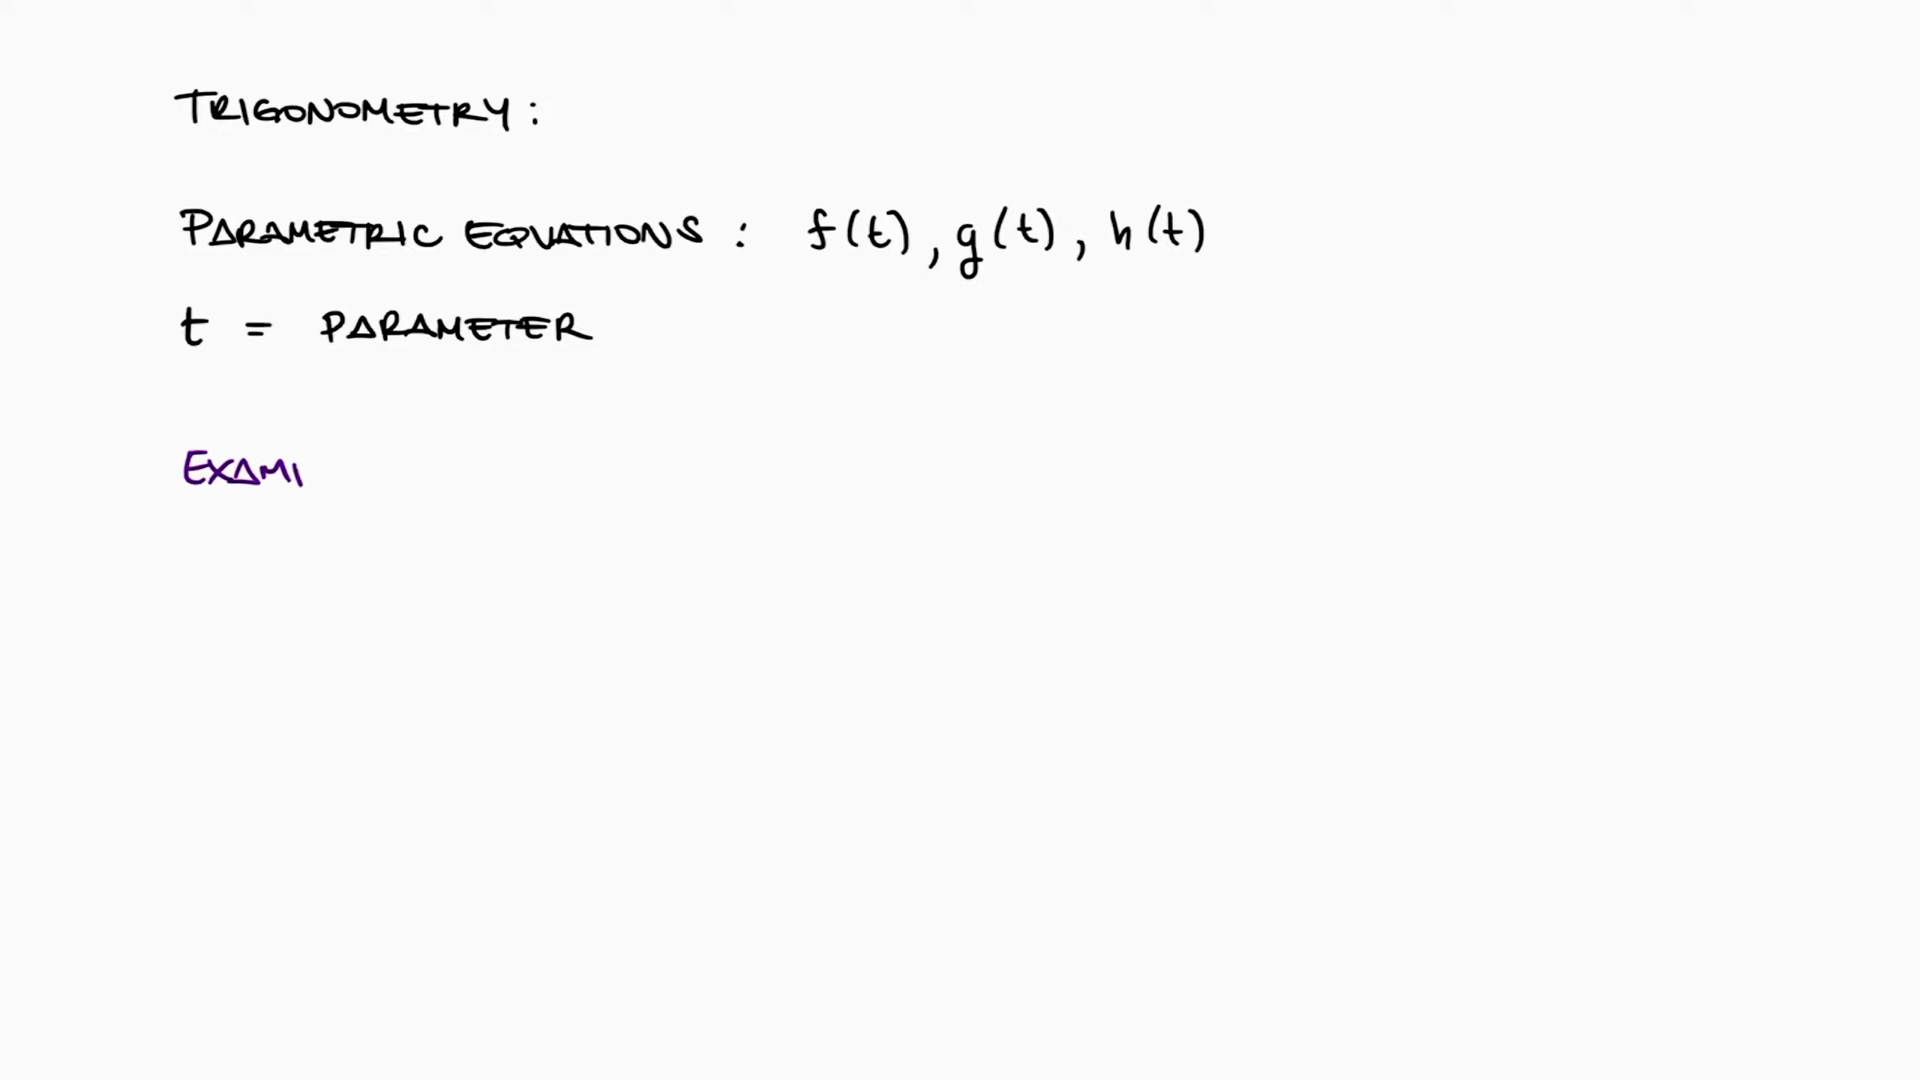 TRIGONOMETRY:
PARAMETRIC EQUATIONS: f(t), g(t), h(t)
t = PARAMETER
EXAMI